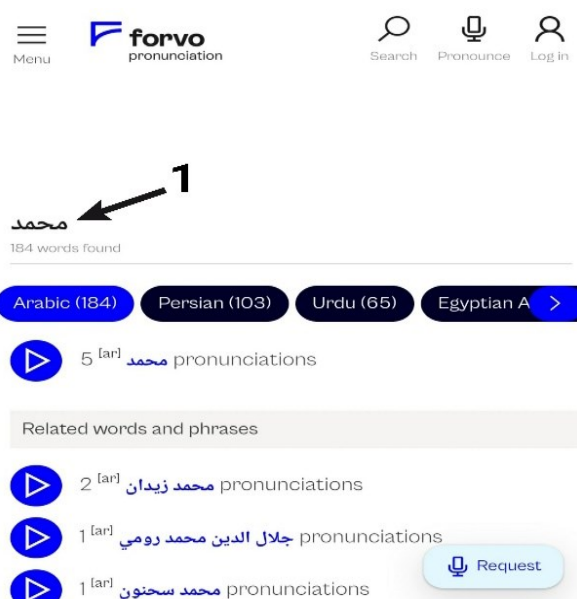 forvo
pronunciation
Menu
Search
Pronounce
Log in
1
محمد
184 words found
Arabic (184) Persian (103) Urdu (65) Egyptian A
5 [ar] محمد pronunciations
Related words and phrases
2 [ar] محمد زيدان pronunciations
1 [ar] جلال الدين محمد رومي pronunciations
Request
1 [ar] محمد سحنون pronunciations